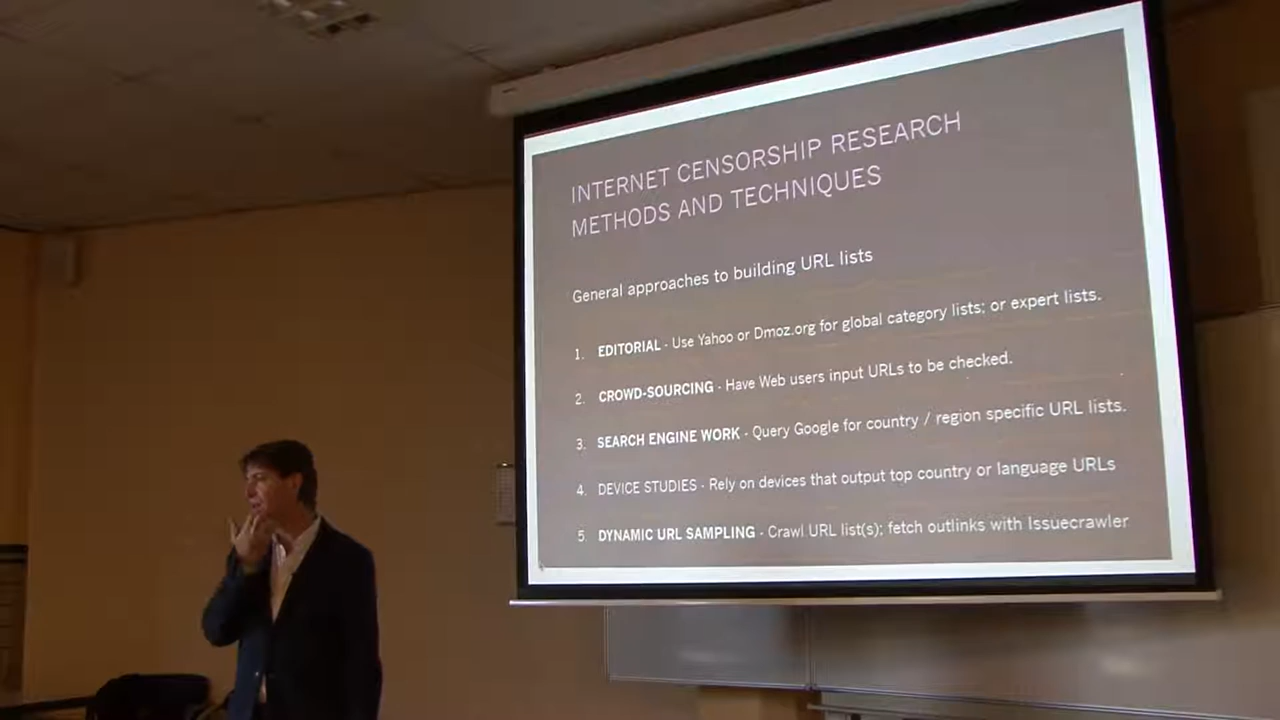 INTERNET CENSORSHIP RESEARCH
METHODS AND TECHNIQUES
General approaches to building URL lists
1. EDITORIAL - Use Yahoo or Dmoz.org for global category lists; or expert lists.
2. CROWD-SOURCING - Have Web users input URLs to be checked.
3. SEARCH ENGINE WORK - Query Google for country / region specific URL lists.
4. DEVICE STUDIES - Rely on devices that output top country or language URLs
5. DYNAMIC URL SAMPLING - Crawl URL list(s); fetch outlinks with Issuecrawler